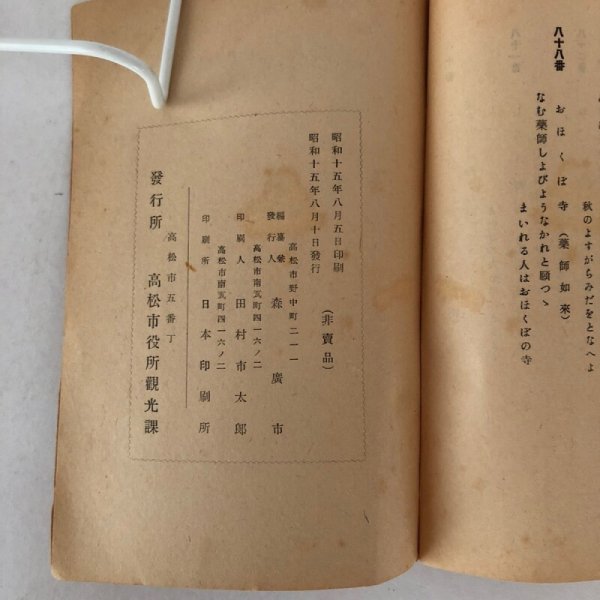 秋のよすがらみだをとなへよ
八十八番
おほくぼ寺（薬師如来）
なむ薬師しよびようなかれと願つゝ
まいれる人はおほくぼの寺
昭和十五年八月五日印刷
昭和十五年八月十日發行
（非賣品）
高松市野中町二一一
編纂兼發行人 森廣市
高松市南瓦町四一六ノ二
印刷人 田村市太郎
高松市南瓦町四一六ノ二
印刷所 日本印刷所
高松市五番丁
發行所 高松市役所觀光課